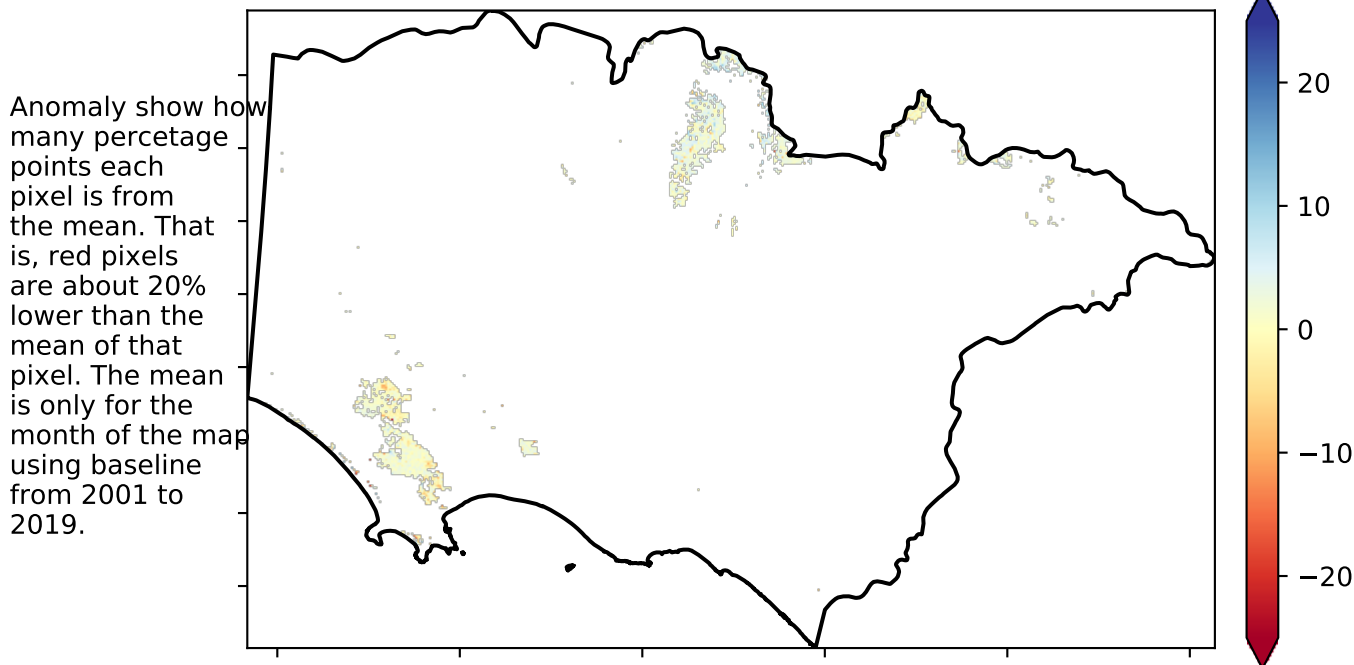 Anomaly show how
many percetage
points each
pixel is from
the mean. That
is, red pixels
are about 20%
lower than the
mean of that
pixel. The mean
is only for the
month of the map
using baseline
from 2001 to
2019.
20
10
0
−10
−20